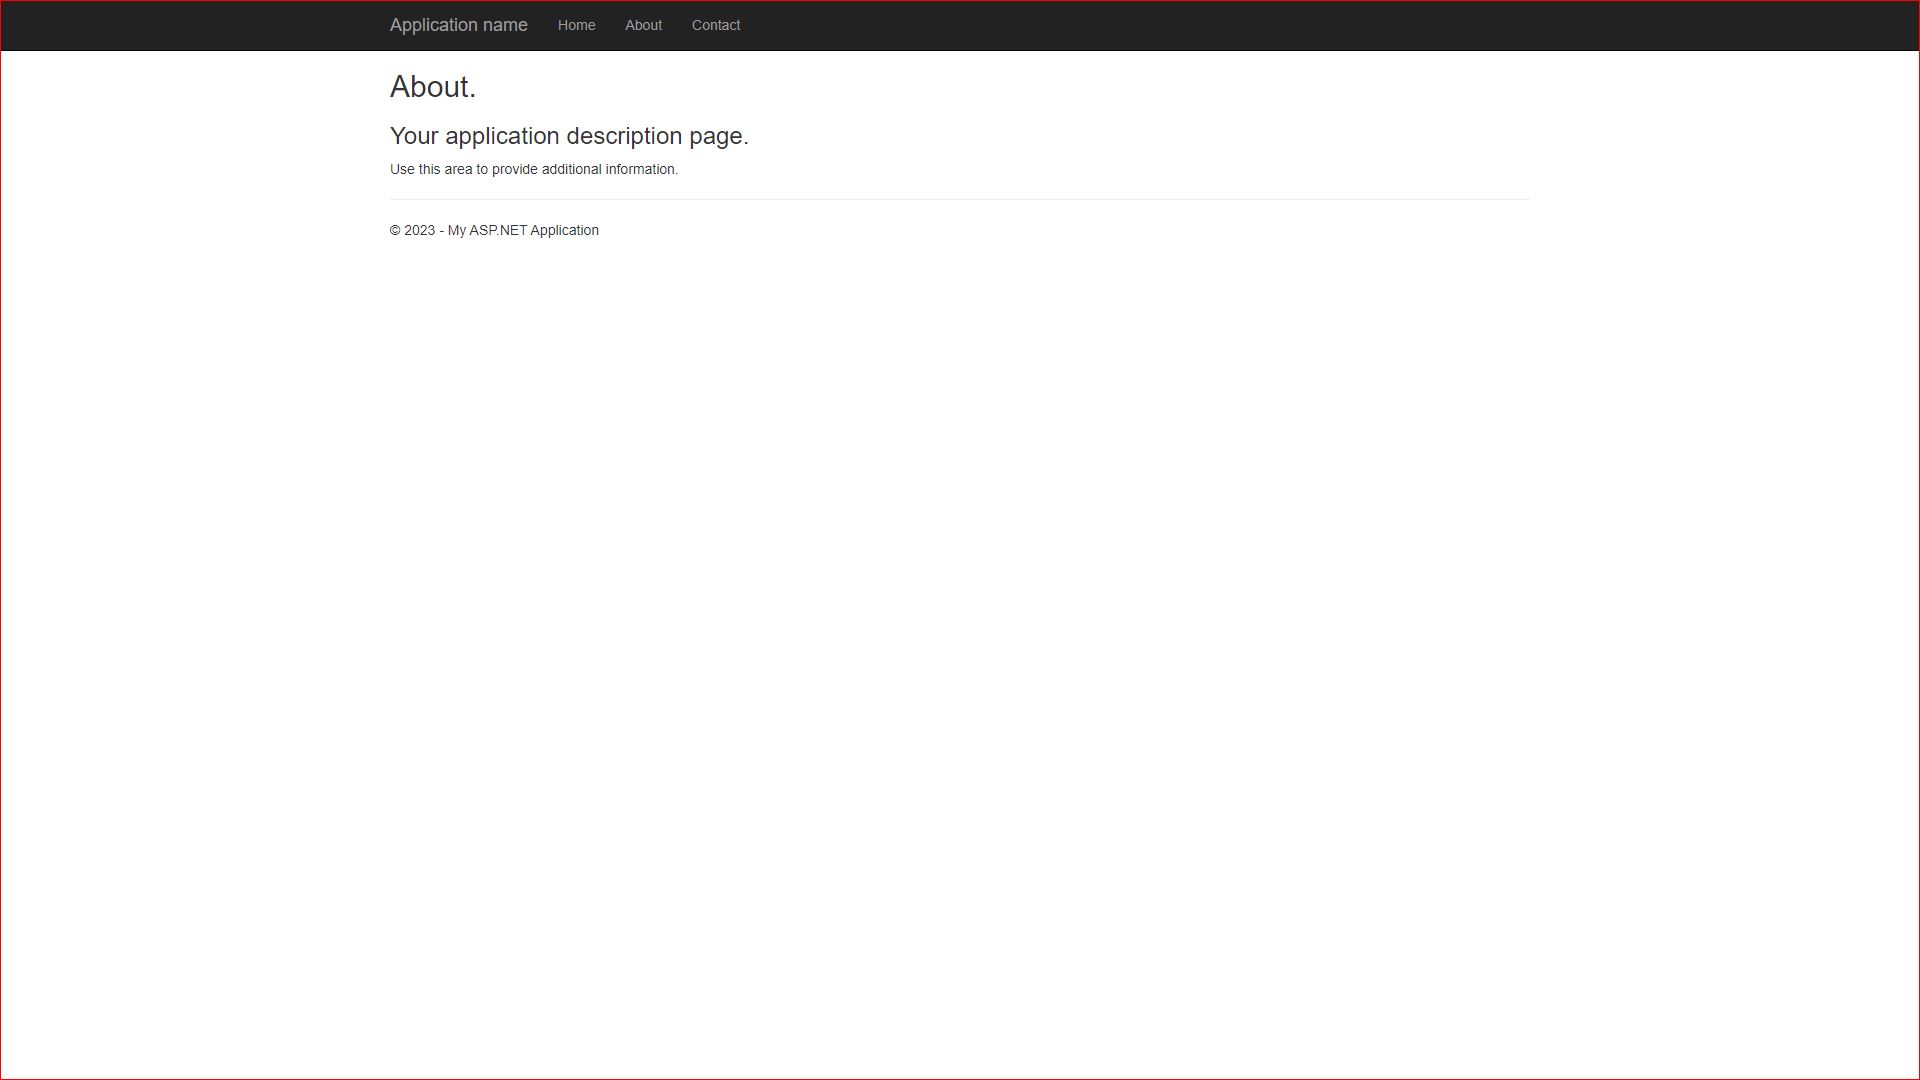 Application name Home About Contact
About.
Your application description page.
Use this area to provide additional information.
© 2023 - My ASP.NET Application